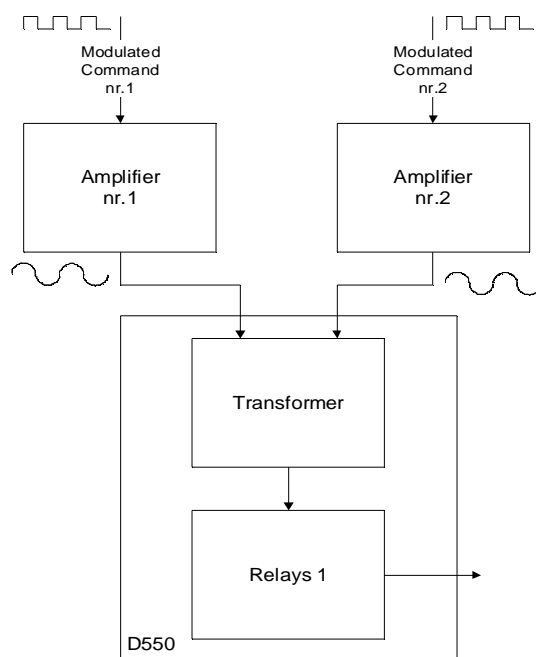 Modulated
Command
nr.1
Modulated
Command
nr.2
Amplifier
nr.1
Amplifier
nr.2
Transformer
Relays 1
D550